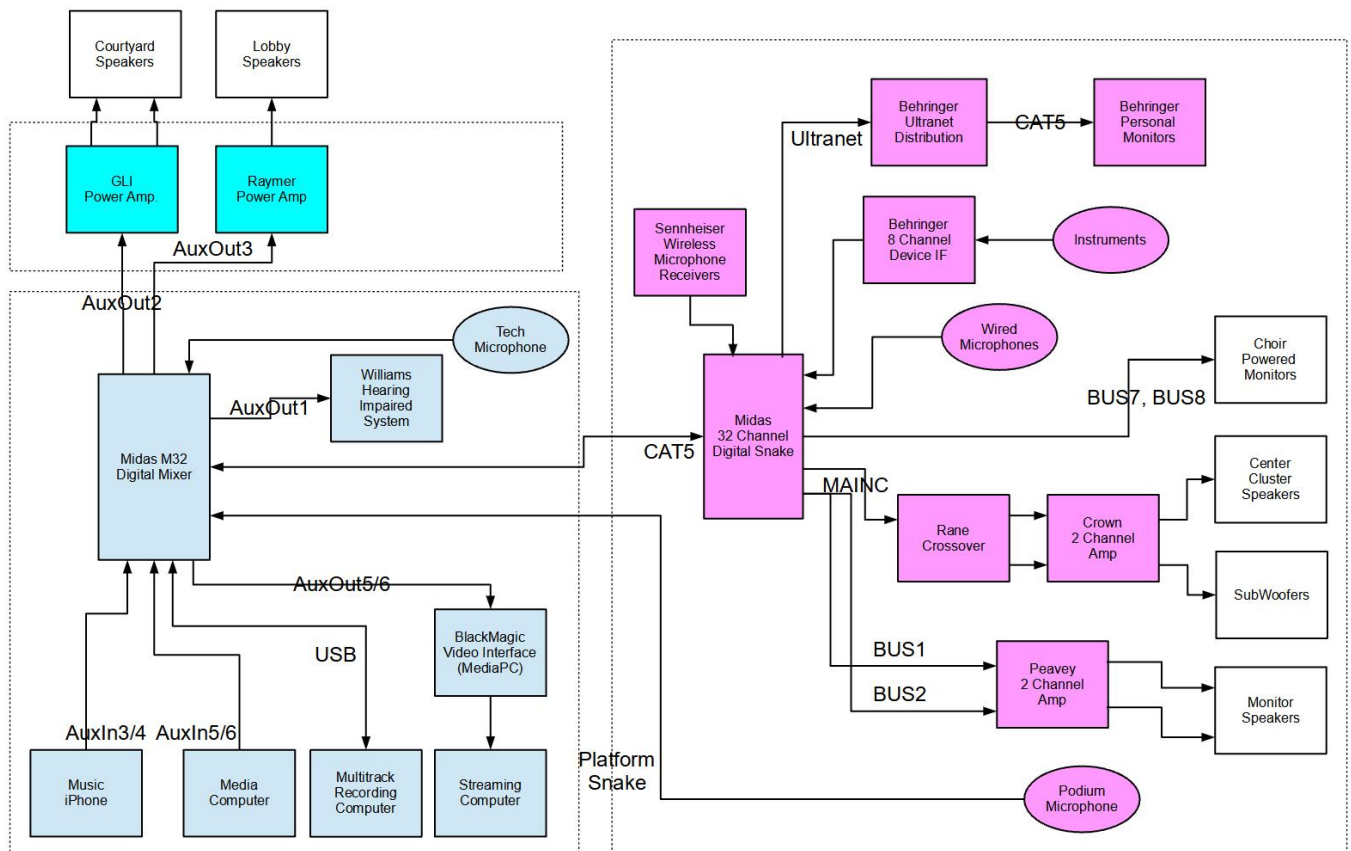 Courtyard
Speakers
Lobby
Speakers
GLI
Power Amp.
Raymer
Power Amp
AuxOut3
AuxOut2
Tech
Microphone
Williams
Hearing
Impaired
System
AuxOut1
Midas M32
Digital Mixer
CAT5
AuxOut5/6
BlackMagic
Video Interface
(MediaPC)
USB
AuxIn3/4
AuxIn5/6
Music
iPhone
Media
Computer
Multitrack
Recording
Computer
Streaming
Computer
Platform
Snake
Ultranet
Behringer
Ultranet
Distribution
CAT5
Behringer
Personal
Monitors
Sennheiser
Wireless
Microphone
Receivers
Behringer
8 Channel
Device IF
Instruments
Wired
Microphones
Midas
32 Channel
Digital Snake
Choir
Powered
Monitors
BUS7, BUS8
MAINC
Rane
Crossover
Crown
2 Channel
Amp
Center
Cluster
Speakers
SubWoofers
BUS1
BUS2
Peavey
2 Channel
Amp
Monitor
Speakers
Podium
Microphone